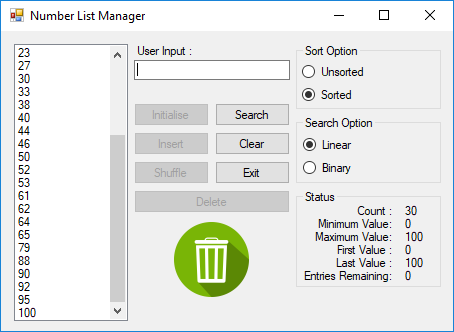 Number List Manager
23
27
30
33
38
40
44
46
50
52
53
61
62
64
65
79
88
90
92
95
100
User Input :
Initialise
Search
Insert
Clear
Shuffle
Exit
Delete
Sort Option
Unsorted
Sorted
Search Option
Linear
Binary
Status
Count : 30
Minimum Value: 0
Maximum Value: 100
First Value : 0
Last Value : 100
Entries Remaining: 0